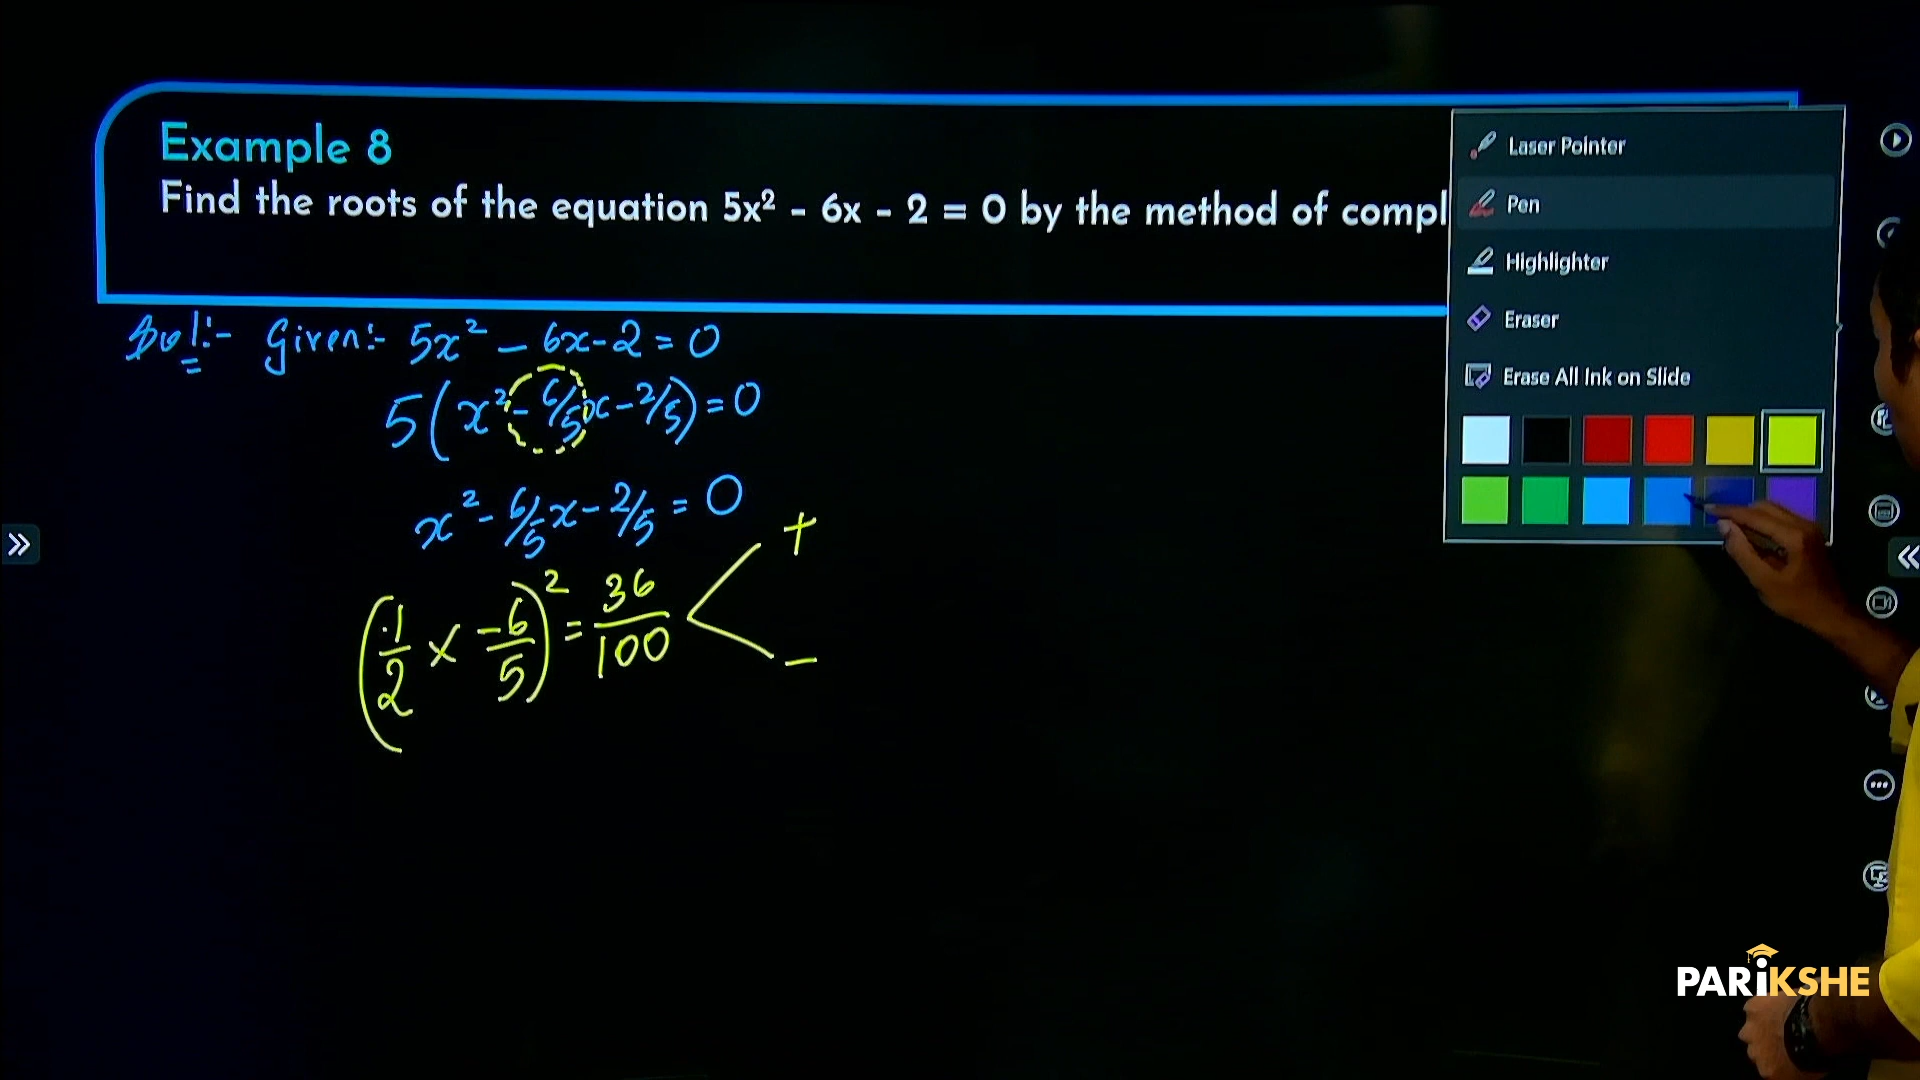 Example 8
Find the roots of the equation 5x² - 6x - 2 = 0 by the method of compl
Sol:- Given:- 5x² - 6x - 2 = 0
5(x² - 6/5x - 2/5) = 0
x² - 6/5x - 2/5 = 0
(1/2 × -6/5)² = 36/100 < + -
Laser Pointer
Pen
Highlighter
Eraser
Erase All Ink on Slide
PARiKSHE